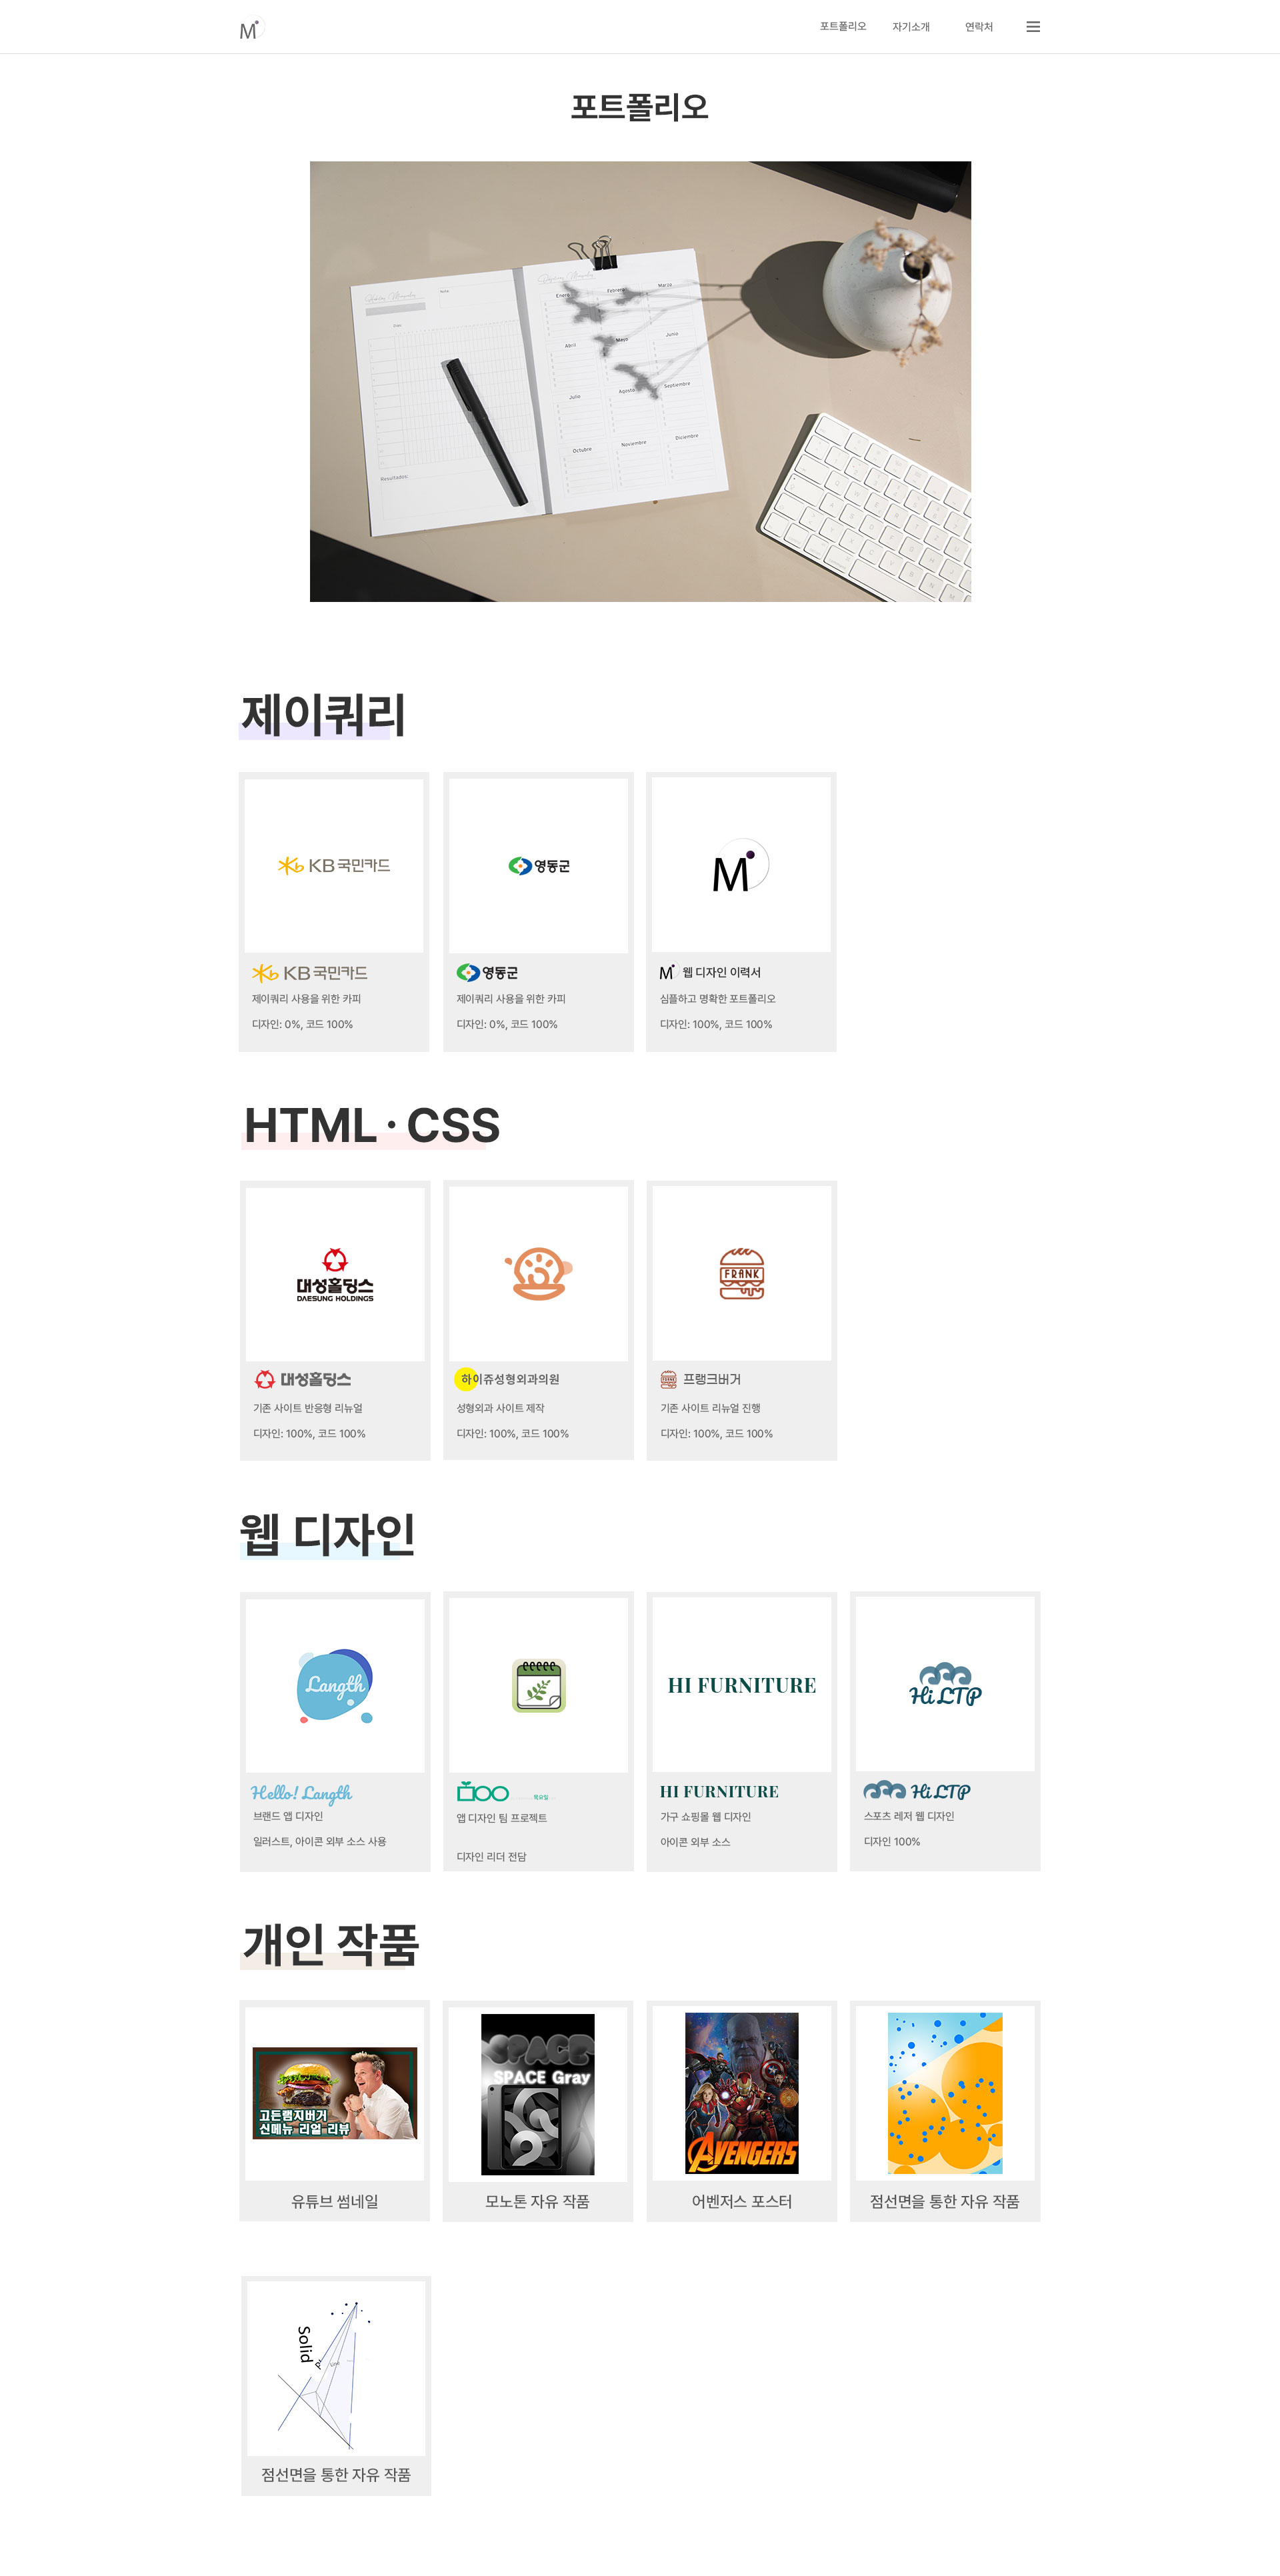 M
포트폴리오
자기소개
연락처
포트폴리오
Enero
Febrero
Marzo
Abril
Mayo
Junio
Julio
Agosto
Septiembre
Octubre
Noviembre
Diciembre
Resultados:
제이쿼리
KB 국민카드
영동군
M
KB 국민카드
제이쿼리 사용을 위한 카피
디자인: 0%, 코드 100%
영동군
제이쿼리 사용을 위한 카피
디자인: 0%, 코드 100%
M 웹 디자인 이력서
심플하고 명확한 포트폴리오
디자인: 100%, 코드 100%
HTML · CSS
대성홀딩스
DAESUNG HOLDINGS
FRANK
대성홀딩스
기존 사이트 반응형 리뉴얼
디자인: 100%, 코드 100%
하이쥬성형외과의원
성형외과 사이트 제작
디자인: 100%, 코드 100%
프랭크버거
기존 사이트 리뉴얼 진행
디자인: 100%, 코드 100%
웹 디자인
Langth
HI FURNITURE
Hi LTP
Hello! Langth
브랜드 앱 디자인
일러스트, 아이콘 외부 소스 사용
목요일
앱 디자인 팀 프로젝트
디자인 리더 전담
HI FURNITURE
가구 쇼핑몰 웹 디자인
아이콘 외부 소스
Hi LTP
스포츠 레저 웹 디자인
디자인 100%
개인 작품
고든램지버거
신메뉴 리얼 리뷰
유튜브 썸네일
SPACE
SPACE Gray
모노톤 자유 작품
AVENGERS
어벤저스 포스터
점선면을 통한 자유 작품
Solid
점선면을 통한 자유 작품